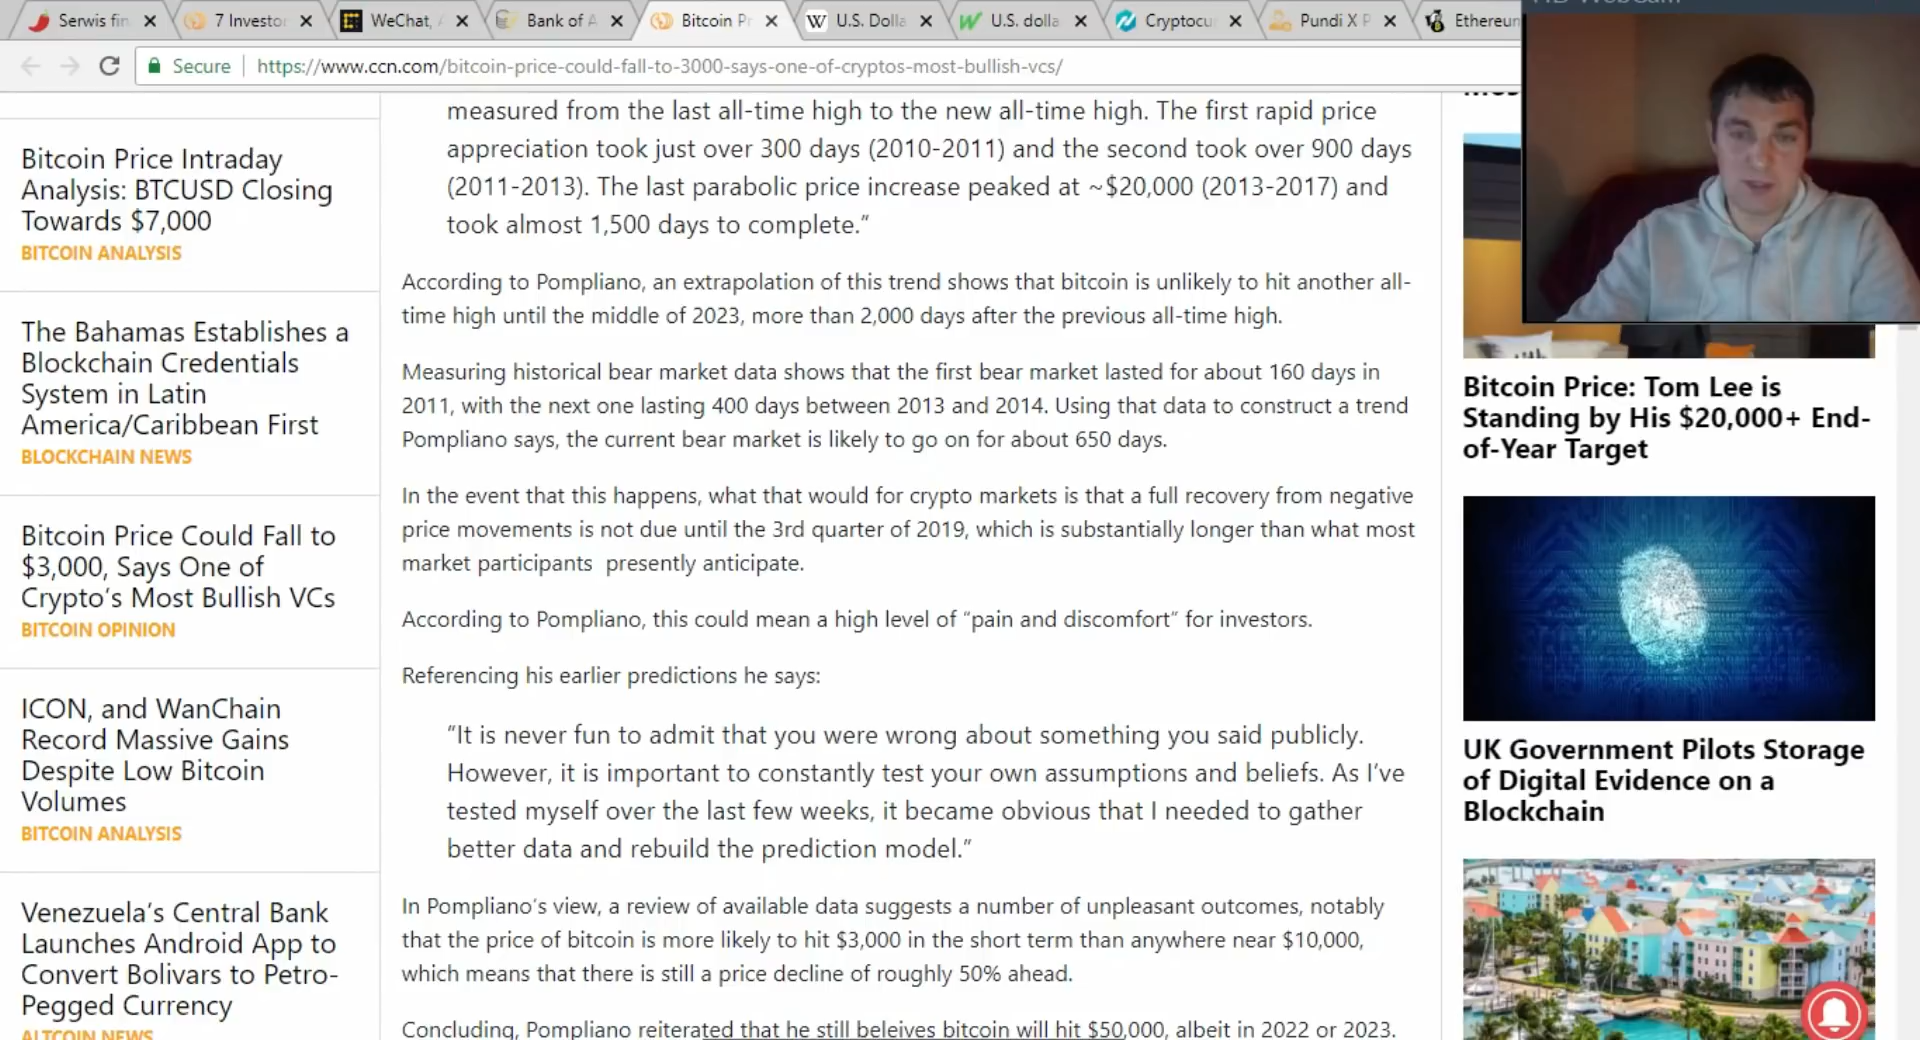 Serwis fin
7 Investo
WeChat,
Bank of A
Bitcoin Pr
U.S. Dolla
U.S. dolla
Cryptocu
Pundi X P
Ethereun
HD WebCam
Secure
https://www.ccn.com/bitcoin-price-could-fall-to-3000-says-one-of-cryptos-most-bullish-vcs/
Bitcoin Price Intraday
Analysis: BTCUSD Closing
Towards $7,000
BITCOIN ANALYSIS
The Bahamas Establishes a
Blockchain Credentials
System in Latin
America/Caribbean First
BLOCKCHAIN NEWS
Bitcoin Price Could Fall to
$3,000, Says One of
Crypto’s Most Bullish VCs
BITCOIN OPINION
ICON, and WanChain
Record Massive Gains
Despite Low Bitcoin
Volumes
BITCOIN ANALYSIS
Venezuela’s Central Bank
Launches Android App to
Convert Bolivars to Petro-
Pegged Currency
ALTCOIN NEWS
measured from the last all-time high to the new all-time high. The first rapid price
appreciation took just over 300 days (2010-2011) and the second took over 900 days
(2011-2013). The last parabolic price increase peaked at ~$20,000 (2013-2017) and
took almost 1,500 days to complete.”
According to Pompliano, an extrapolation of this trend shows that bitcoin is unlikely to hit another all-
time high until the middle of 2023, more than 2,000 days after the previous all-time high.
Measuring historical bear market data shows that the first bear market lasted for about 160 days in
2011, with the next one lasting 400 days between 2013 and 2014. Using that data to construct a trend
Pompliano says, the current bear market is likely to go on for about 650 days.
In the event that this happens, what that would for crypto markets is that a full recovery from negative
price movements is not due until the 3rd quarter of 2019, which is substantially longer than what most
market participants presently anticipate.
According to Pompliano, this could mean a high level of “pain and discomfort” for investors.
Referencing his earlier predictions he says:
“It is never fun to admit that you were wrong about something you said publicly.
However, it is important to constantly test your own assumptions and beliefs. As I’ve
tested myself over the last few weeks, it became obvious that I needed to gather
better data and rebuild the prediction model.”
In Pompliano’s view, a review of available data suggests a number of unpleasant outcomes, notably
that the price of bitcoin is more likely to hit $3,000 in the short term than anywhere near $10,000,
which means that there is still a price decline of roughly 50% ahead.
Concluding, Pompliano reiterated that he still beleives bitcoin will hit $50,000, albeit in 2022 or 2023.
Bitcoin Price: Tom Lee is
Standing by His $20,000+ End-
of-Year Target
UK Government Pilots Storage
of Digital Evidence on a
Blockchain